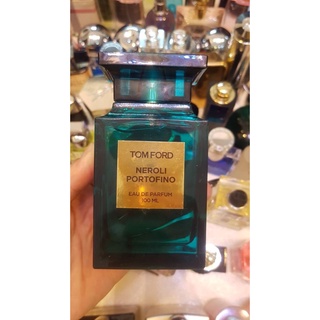 TOM FORD
NEROLI
PORTOFINO
EAU DE PARFUM
100 ML